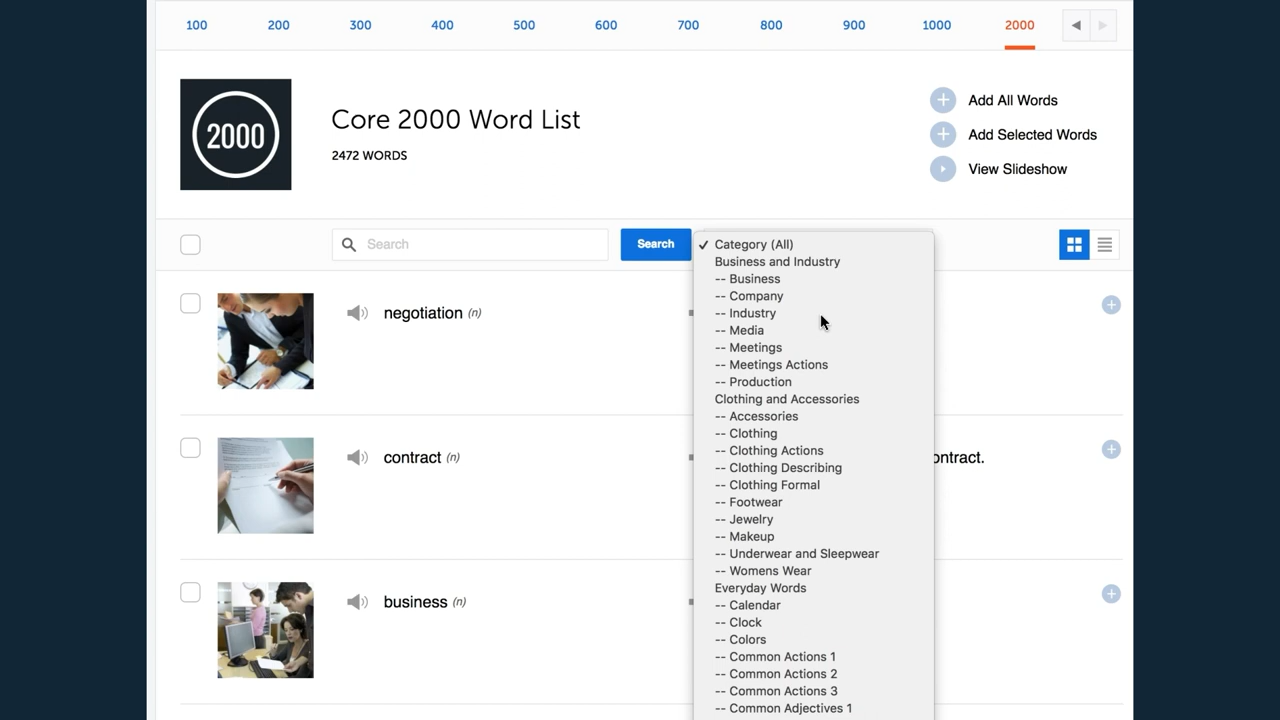 100 200 300 400 500 600 700 800 900 1000 2000
2000
Core 2000 Word List
2472 WORDS
Add All Words
Add Selected Words
View Slideshow
Search
Search
✓ Category (All)
Business and Industry
-- Business
-- Company
-- Industry
-- Media
-- Meetings
-- Meetings Actions
-- Production
Clothing and Accessories
-- Accessories
-- Clothing
-- Clothing Actions
-- Clothing Describing
-- Clothing Formal
-- Footwear
-- Jewelry
-- Makeup
-- Underwear and Sleepwear
-- Womens Wear
Everyday Words
-- Calendar
-- Clock
-- Colors
-- Common Actions 1
-- Common Actions 2
-- Common Actions 3
-- Common Adjectives 1
negotiation (n)
contract (n)
ontract.
business (n)